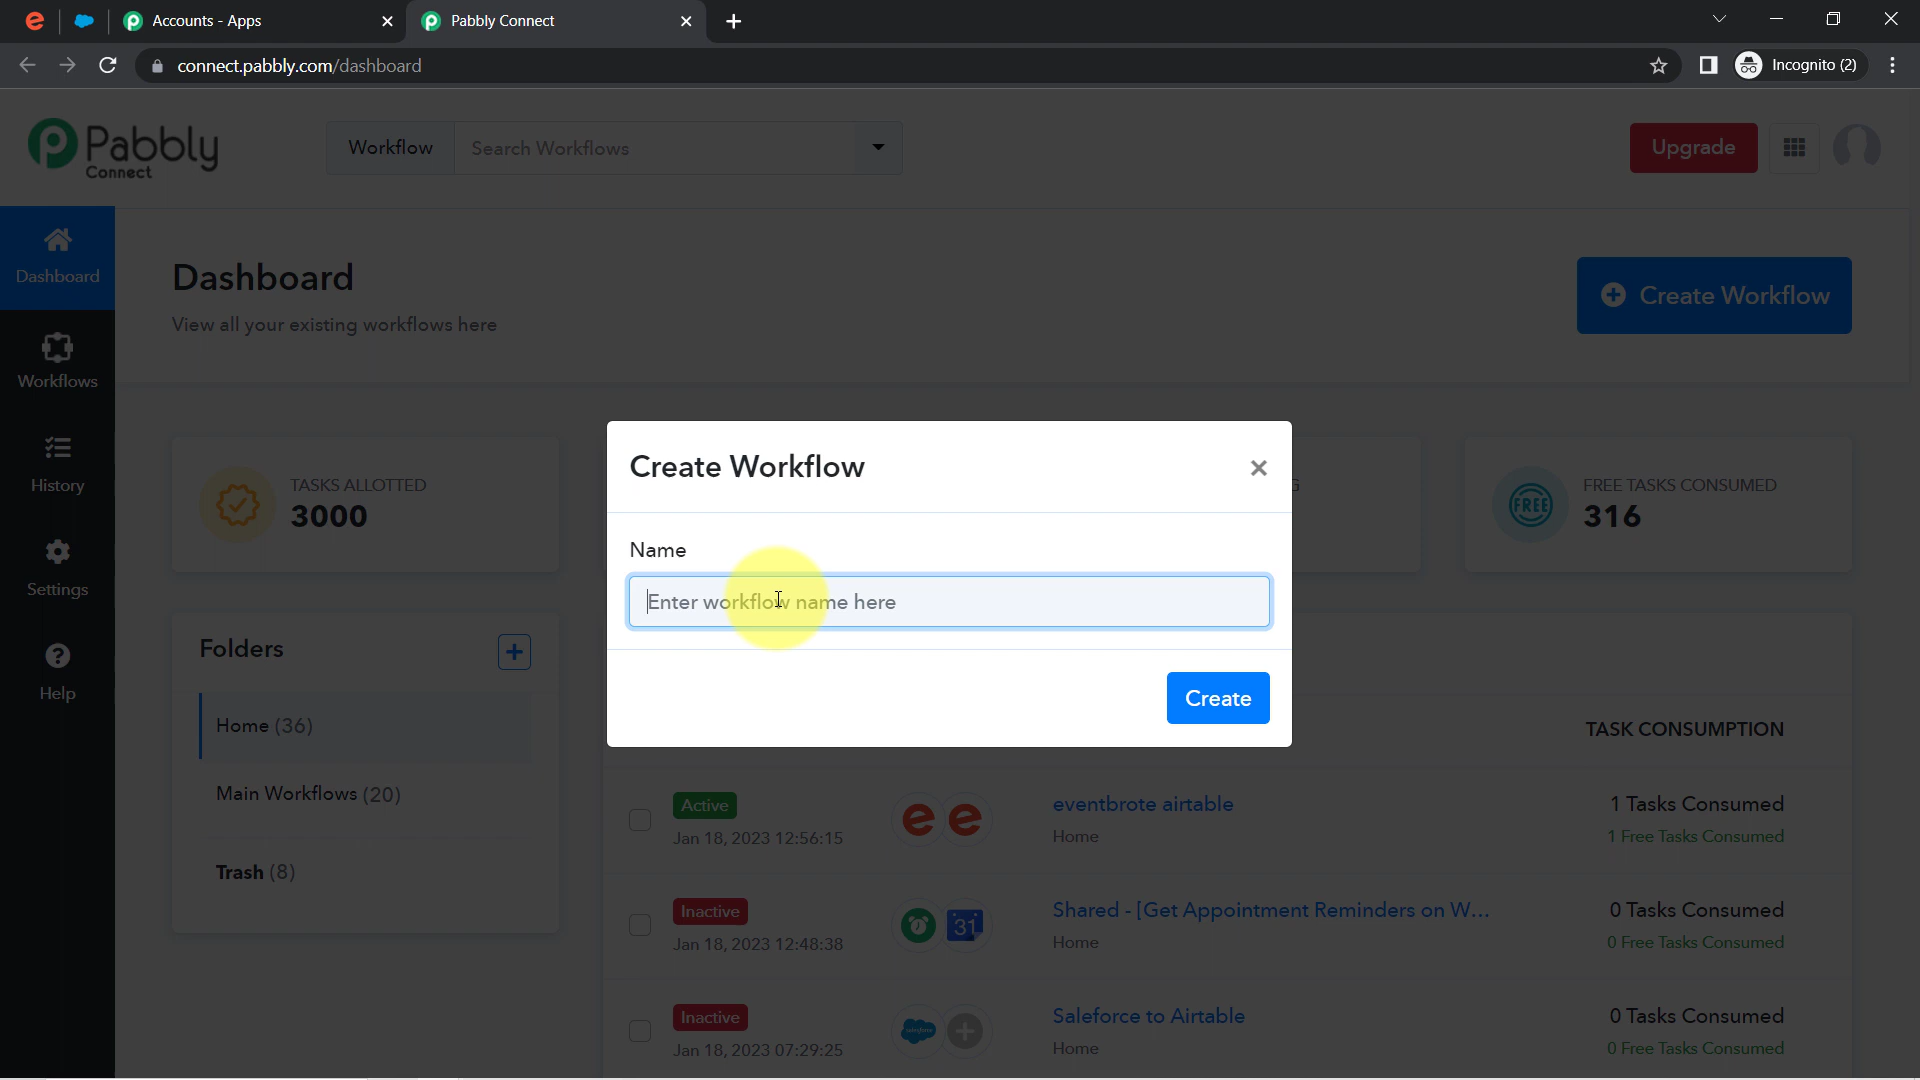 Accounts - Apps
Pabbly Connect
connect.pabbly.com/dashboard
Incognito (2)
Pabbly
Connect
Workflow
Search Workflows
Upgrade
Dashboard
Workflows
History
Settings
Help
Dashboard
View all your existing workflows here
Create Workflow
TASKS ALLOTTED
3000
G
FREE
FREE TASKS CONSUMED
316
Create Workflow
×
Name
Enter workflow name here
Create
Folders
Home (36)
Main Workflows (20)
Trash (8)
TASK CONSUMPTION
Active
Jan 18, 2023 12:56:15
eventbrote airtable
Home
1 Tasks Consumed
1 Free Tasks Consumed
Inactive
Jan 18, 2023 12:48:38
31
Shared - [Get Appointment Reminders on W...
Home
0 Tasks Consumed
0 Free Tasks Consumed
Inactive
Jan 18, 2023 07:29:25
salesforce
Saleforce to Airtable
Home
0 Tasks Consumed
0 Free Tasks Consumed